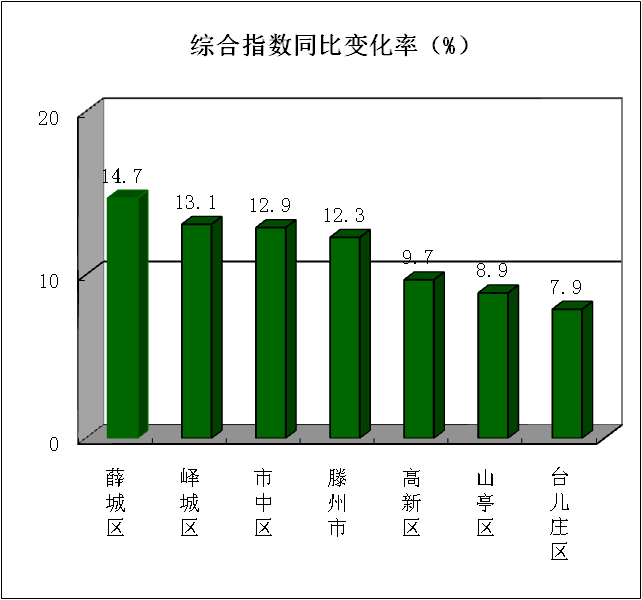 综合指数同比变化率（%）
20
10
0
14.7
13.1
12.9
12.3
9.7
8.9
7.9
薛城区
峄城区
市中区
滕州市
高新区
山亭区
台儿庄区